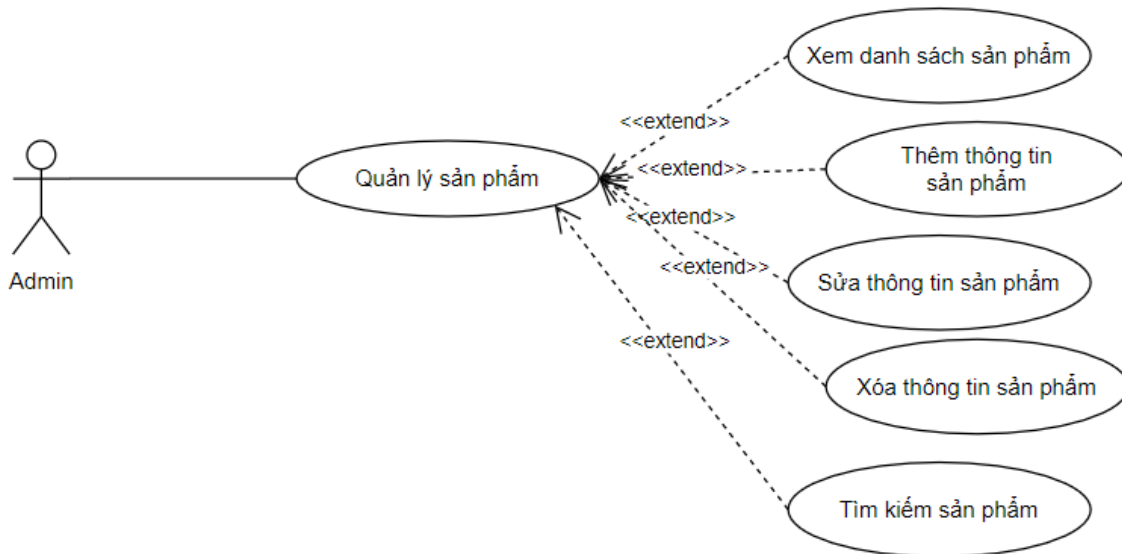 Xem danh sách sản phẩm
<<extend>>
Thêm thông tin
sản phẩm
<<extend>>
Quản lý sản phẩm
<<extend>>
Admin
<<extend>>
Sửa thông tin sản phẩm
<<extend>>
Xóa thông tin sản phẩm
Tìm kiếm sản phẩm